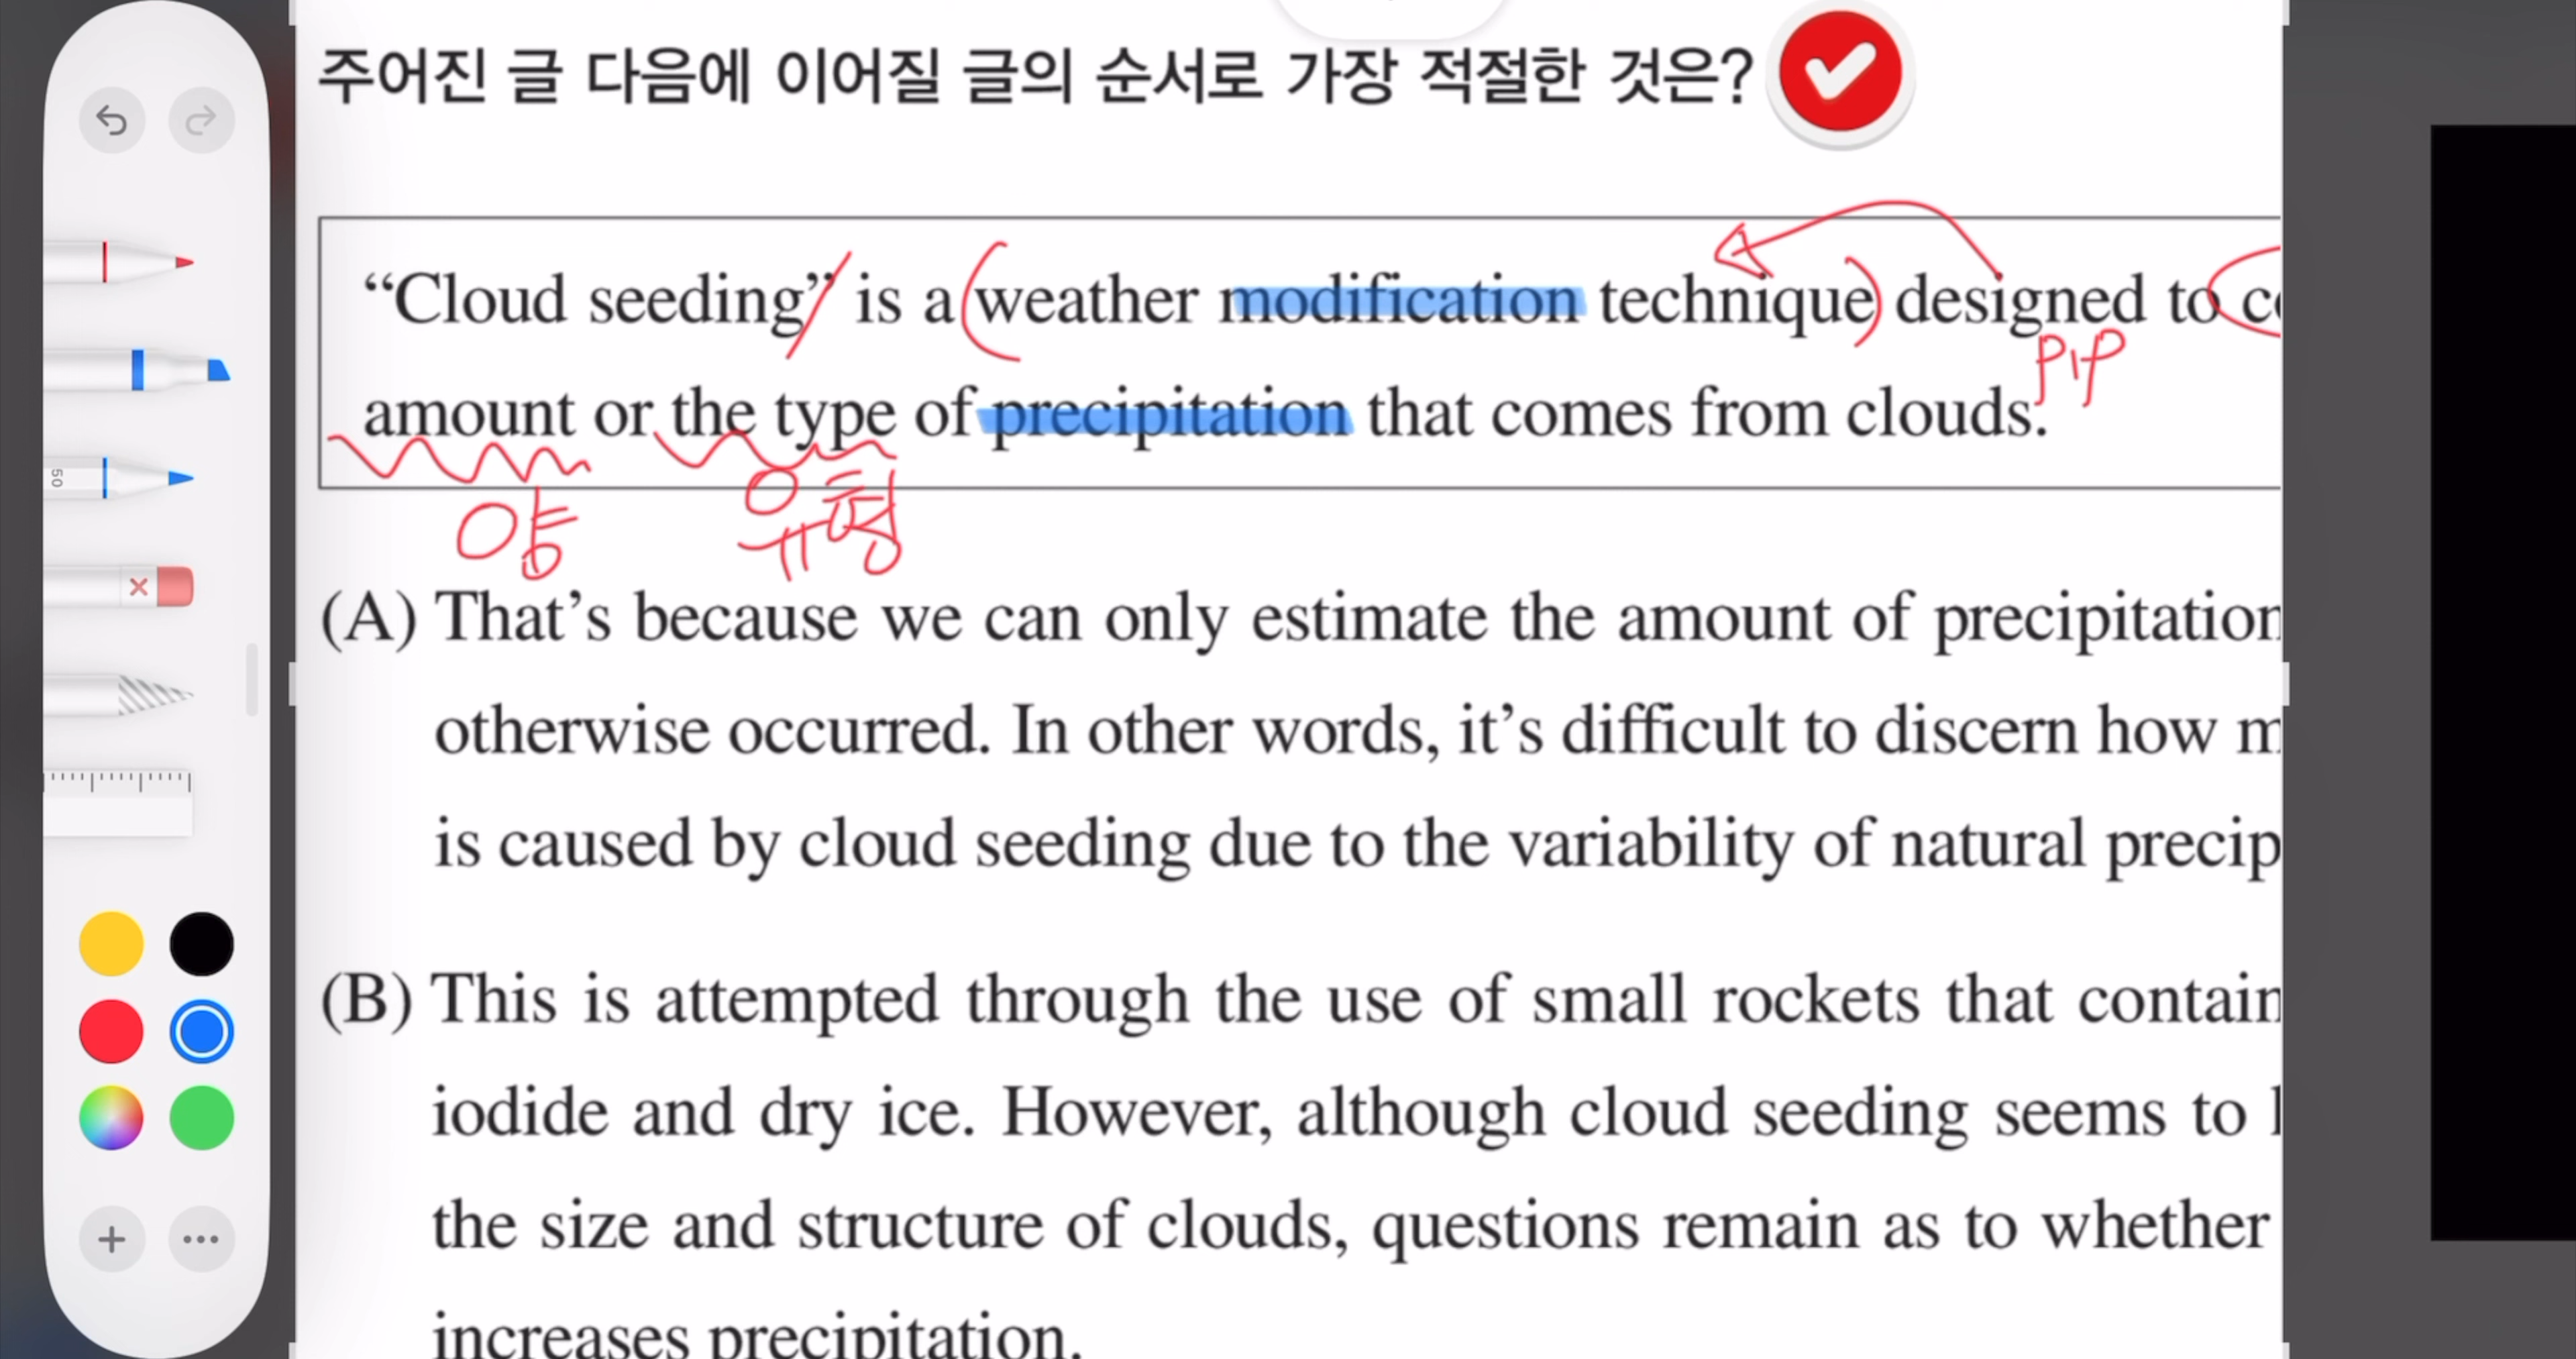 주어진 글 다음에 이어질 글의 순서로 가장 적절한 것은?
“Cloud seeding” is a weather modification technique designed to
p.p
amount or the type of precipitation that comes from clouds.
양 유형
(A) That’s because we can only estimate the amount of precipitation
otherwise occurred. In other words, it’s difficult to discern how
is caused by cloud seeding due to the variability of natural precip
(B) This is attempted through the use of small rockets that contain
iodide and dry ice. However, although cloud seeding seems to
the size and structure of clouds, questions remain as to whether
increases precipitation.
50